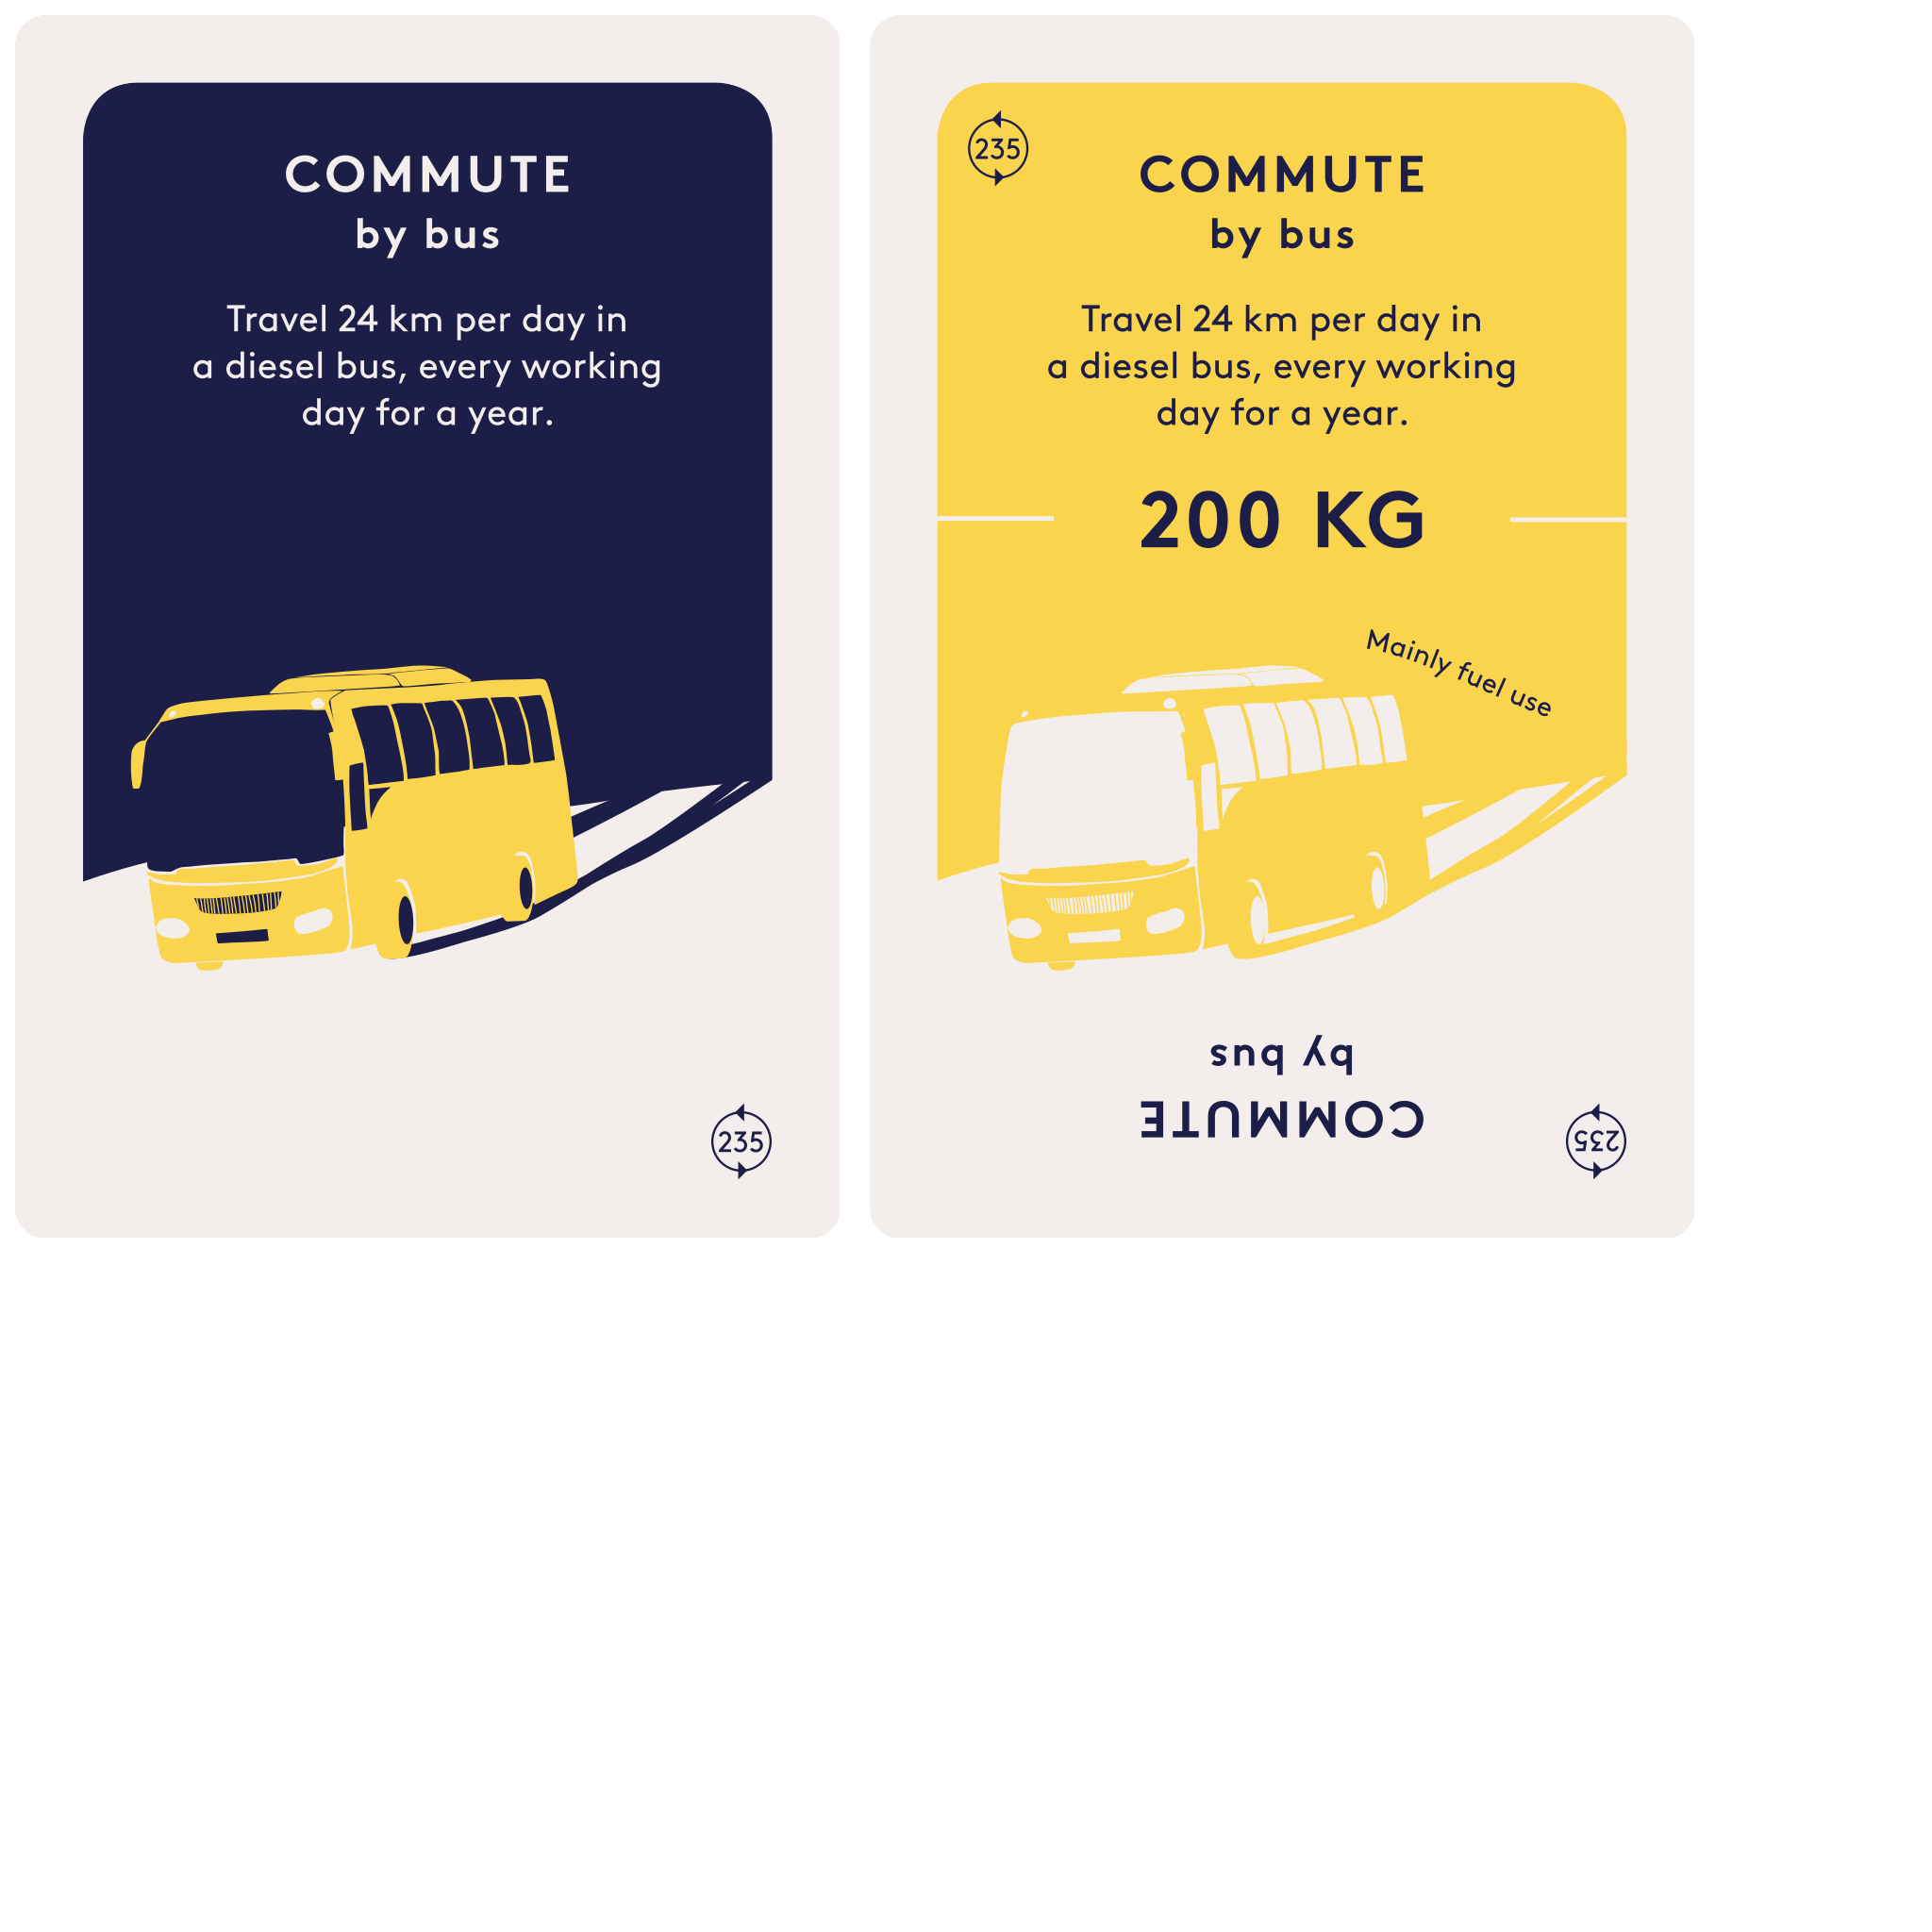 COMMUTE
by bus
Travel 24 km per day in
a diesel bus, every working
day for a year.
235
235
COMMUTE
by bus
Travel 24 km per day in
a diesel bus, every working
day for a year.
200 KG
Mainly fuel use
COMMUTE
by bus
235